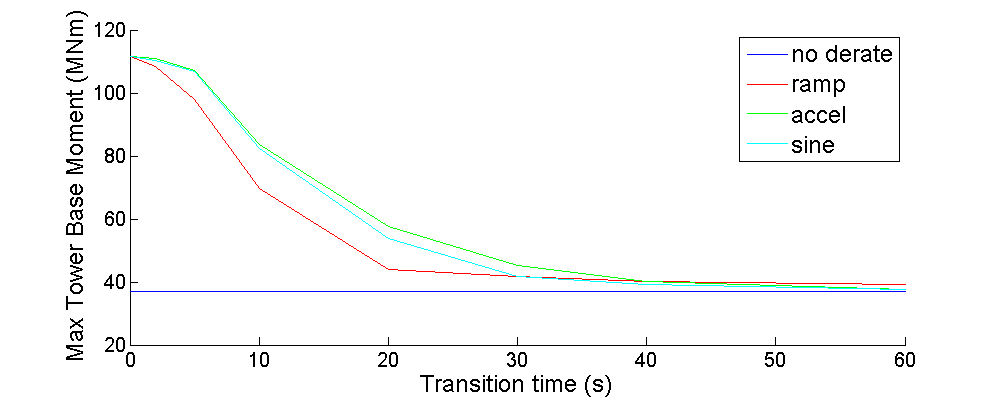 Max Tower Base Moment (MNm)
120
100
80
60
40
20
0
10
20
30
40
50
60
Transition time (s)
no derate
ramp
accel
sine